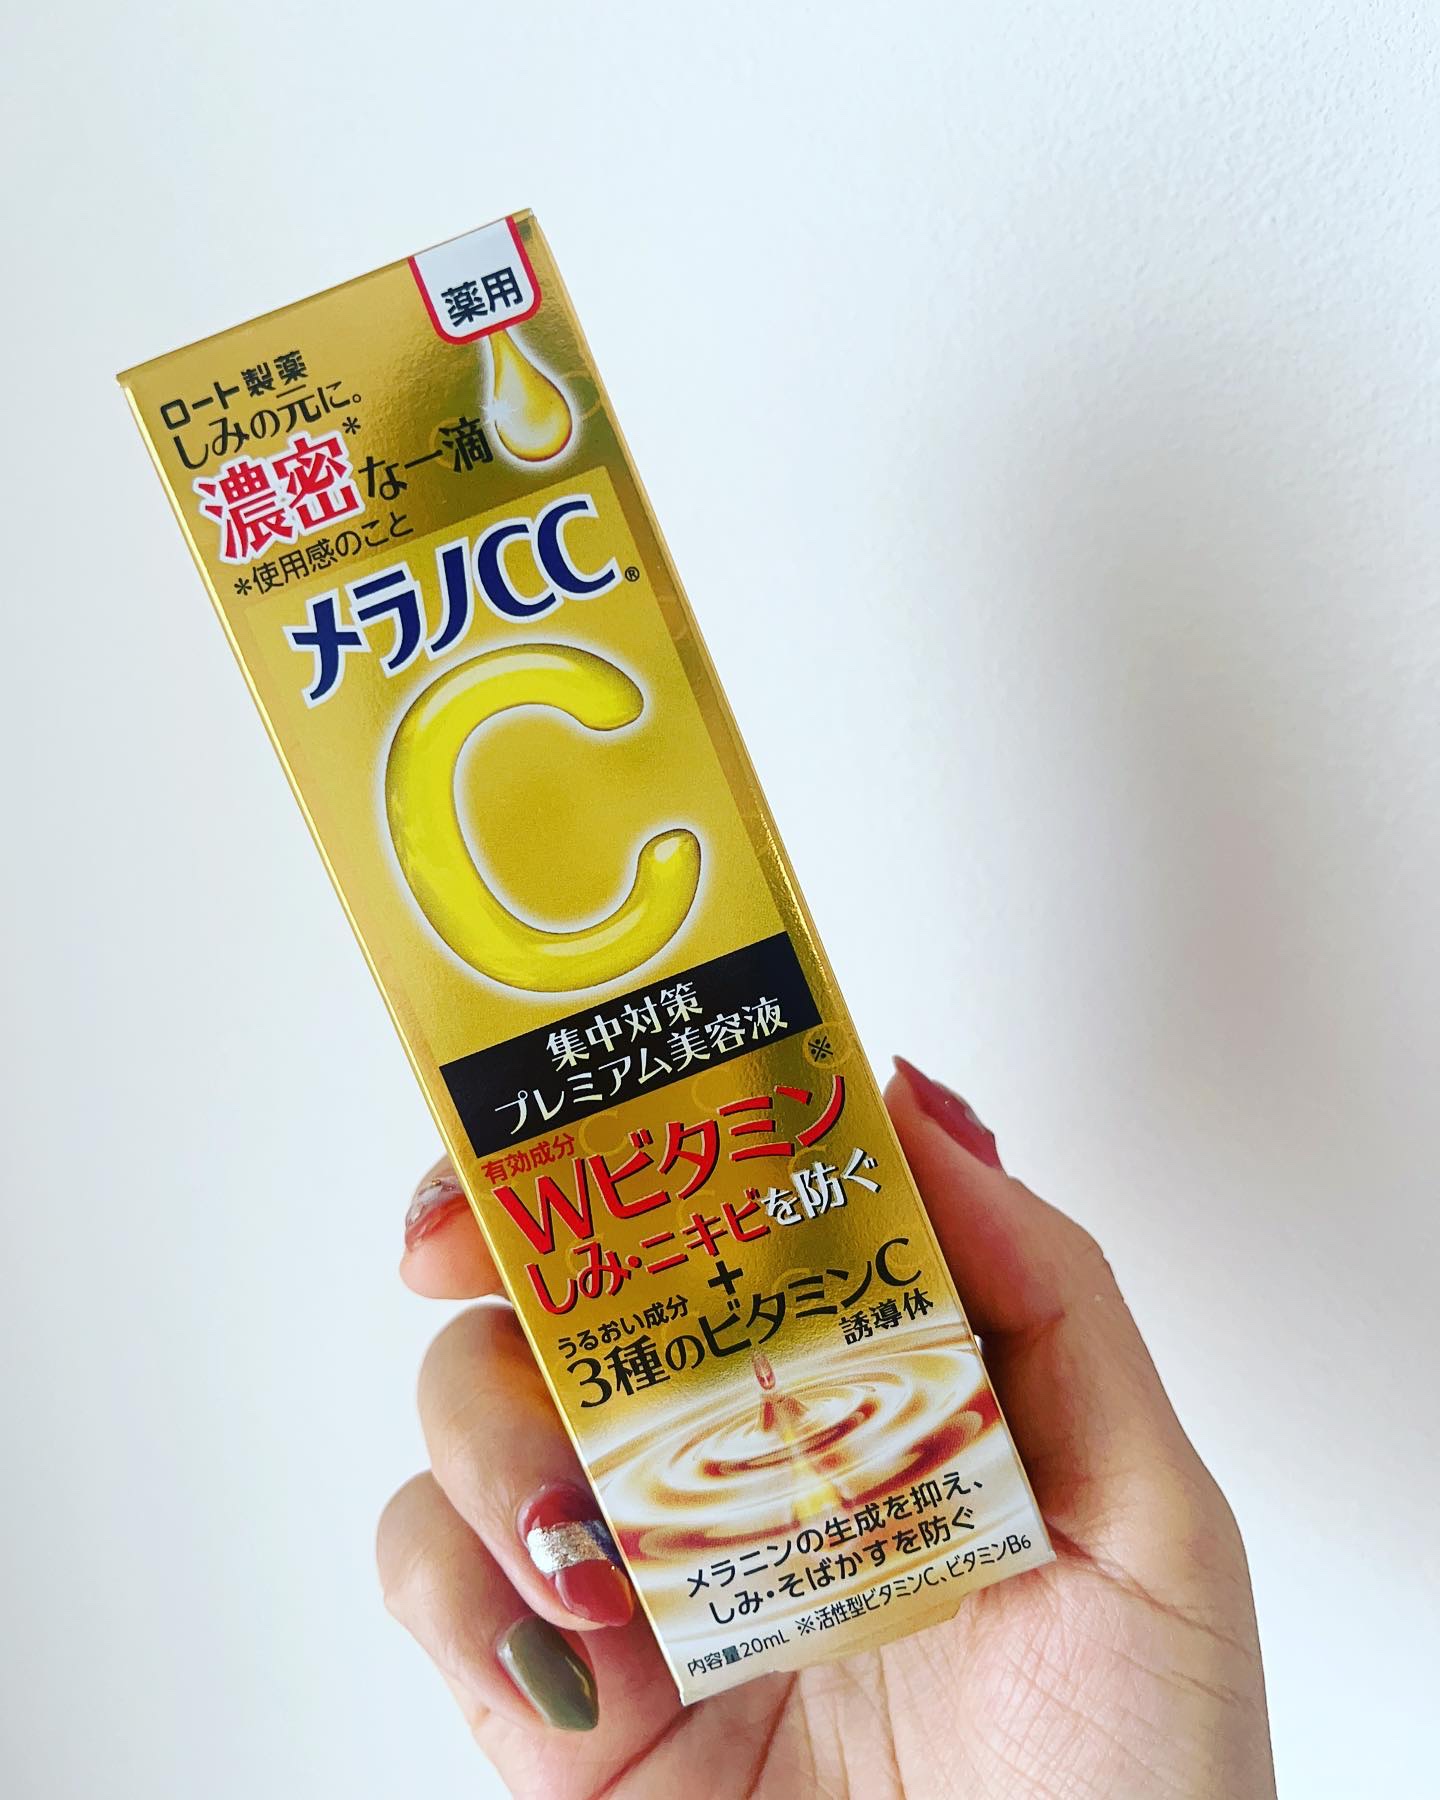 薬用
ロート製薬
しみの元に。
濃密*な一滴
*使用感のこと
メラノCC®
C
集中対策
プレミアム美容液
有効成分
Wビタミン※
しみ・ニキビを防ぐ
+
うるおい成分
3種のビタミンC誘導体
メラニンの生成を抑え、
しみ・そばかすを防ぐ
内容量20mL ※活性型ビタミンC、ビタミンB6